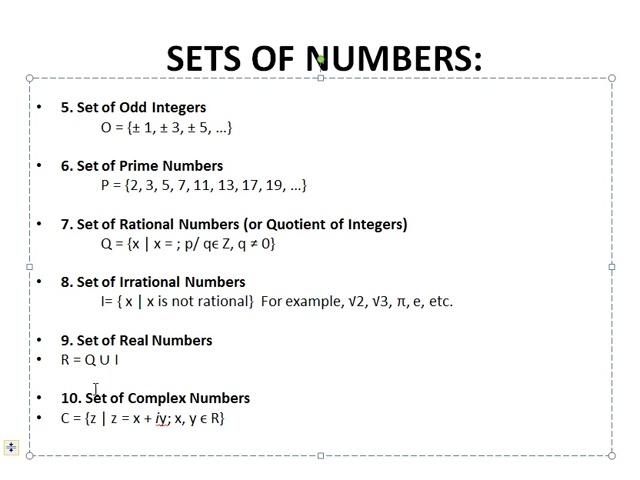 SETS OF NUMBERS:
• 5. Set of Odd Integers
O = {± 1, ± 3, ± 5, ...}
• 6. Set of Prime Numbers
P = {2, 3, 5, 7, 11, 13, 17, 19, ...}
• 7. Set of Rational Numbers (or Quotient of Integers)
Q = {x | x = ; p/ qϵ Z, q ≠ 0}
• 8. Set of Irrational Numbers
I= { x | x is not rational} For example, √2, √3, π, e, etc.
• 9. Set of Real Numbers
• R = Q U I
• 10. Set of Complex Numbers
• C = {z | z = x + iy; x, y ϵ R}